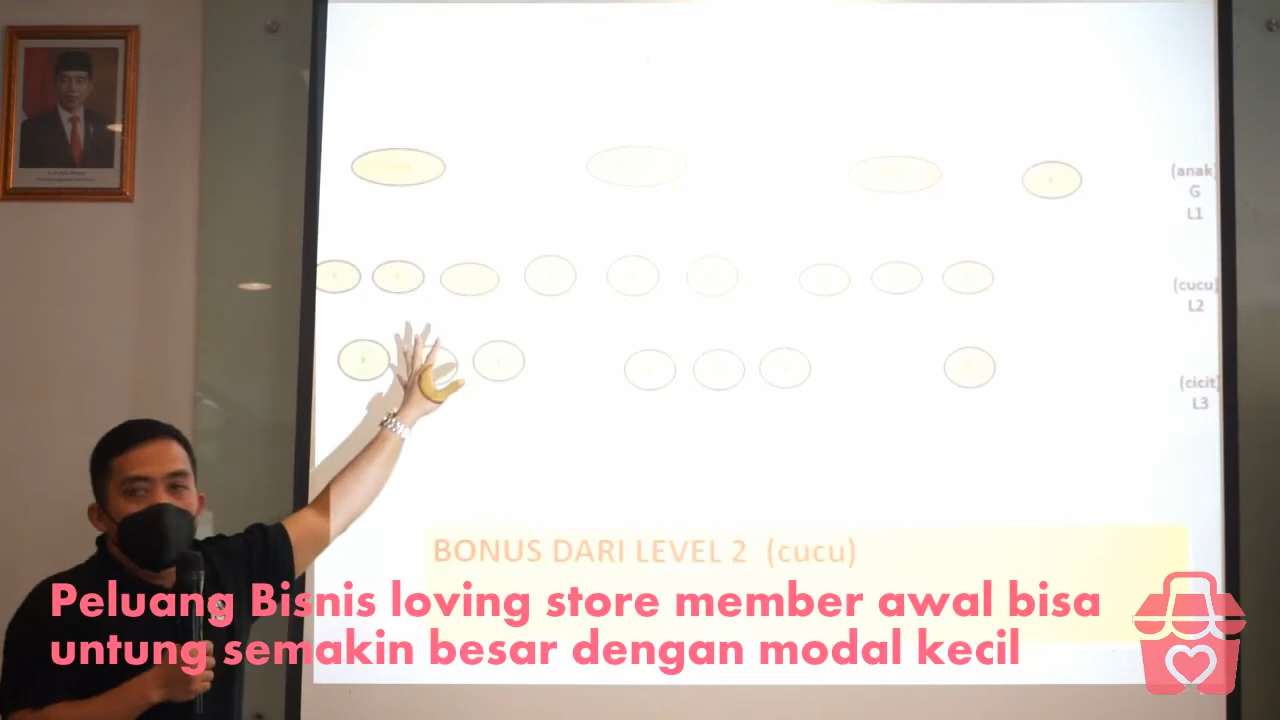 (anak)
G
L1
(cucu)
L2
(cicit)
L3
BONUS DARI LEVEL 2 (cucu)
Peluang Bisnis loving store member awal bisa
untung semakin besar dengan modal kecil